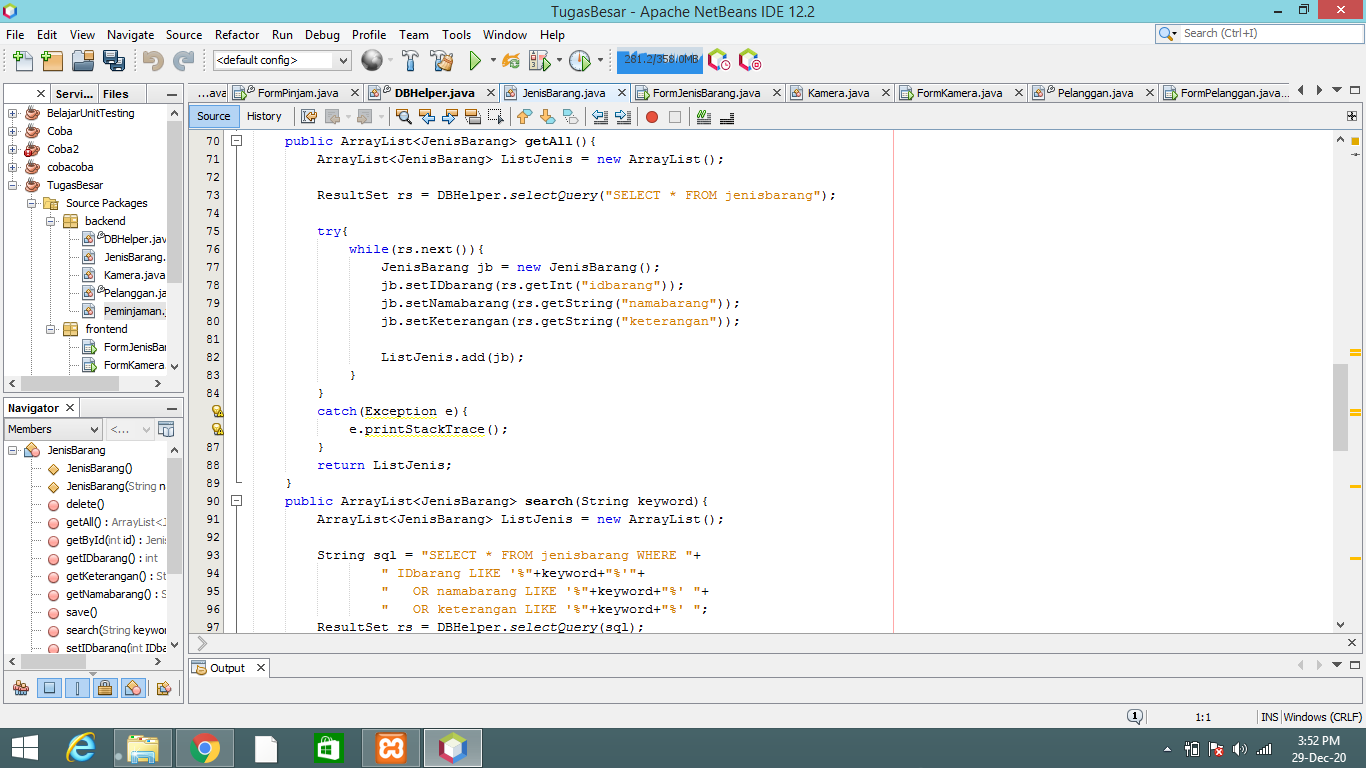 TugasBesar - Apache NetBeans IDE 12.2
File Edit View Navigate Source Refactor Run Debug Profile Team Tools Window Help
Search (Ctrl+I)
<default config>
281.2/358.0MB
Servi... Files
...ava FormPinjam.java DBHelper.java JenisBarang.java FormJenisBarang.java Kamera.java FormKamera.java Pelanggan.java FormPelanggan.java...
Source History
BelajarUnitTesting
Coba
Coba2
cobacoba
TugasBesar
Source Packages
backend
DBHelper.jav
JenisBarang.
Kamera.java
Pelanggan.ja
Peminjaman.
frontend
FormJenisBar
FormKamera.
Navigator
Members
<...
JenisBarang
JenisBarang()
JenisBarang(String n
delete()
getAll() : ArrayList<J
getById(int id) : Jenis
getIDbarang() : int
getKeterangan() : St
getNamabarang() : S
save()
search(String keywor
setIDbarang(int IDba
70 public ArrayList<JenisBarang> getAll(){
71 ArrayList<JenisBarang> ListJenis = new ArrayList();
72
73 ResultSet rs = DBHelper.selectQuery("SELECT * FROM jenisbarang");
74
75 try{
76 while(rs.next()){
77 JenisBarang jb = new JenisBarang();
78 jb.setIDbarang(rs.getInt("idbarang"));
79 jb.setNamabarang(rs.getString("namabarang"));
80 jb.setKeterangan(rs.getString("keterangan"));
81
82 ListJenis.add(jb);
83 }
84 }
catch(Exception e){
e.printStackTrace();
87 }
88 return ListJenis;
89 }
90 public ArrayList<JenisBarang> search(String keyword){
91 ArrayList<JenisBarang> ListJenis = new ArrayList();
92
93 String sql = "SELECT * FROM jenisbarang WHERE "+
94 " IDbarang LIKE '%"+keyword+"%'"+
95 "   OR namabarang LIKE '%"+keyword+"%' "+
96 "   OR keterangan LIKE '%"+keyword+"%' ";
97 ResultSet rs = DBHelper.selectQuery(sql);
Output
1
1:1
INS
Windows (CRLF)
3:52 PM
29-Dec-20